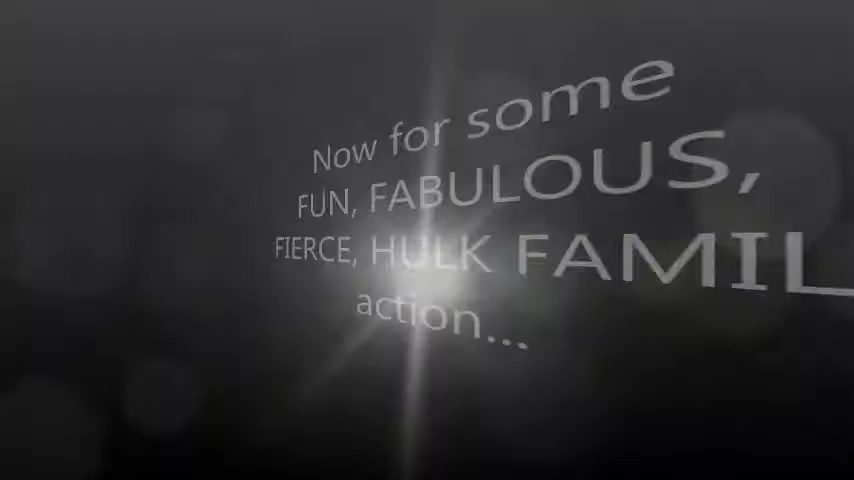 Now for some
FUN, FABULOUS,
FIERCE, HULK FAMIL
action...